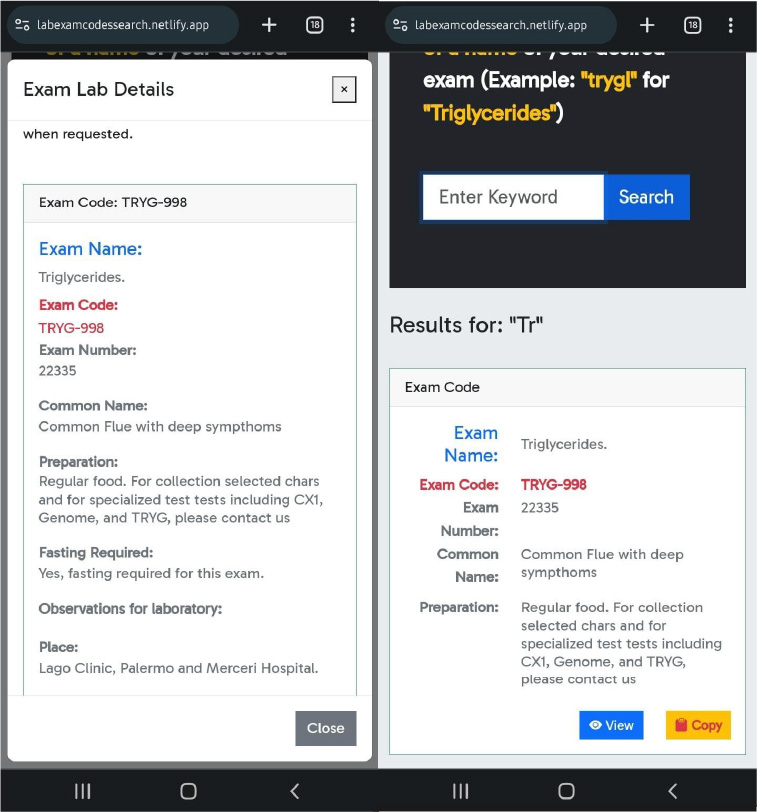 labexamcodessearch.netlify.app
18
Exam Lab Details
×
when requested.
Exam Code: TRYG-998
Exam Name:
Triglycerides.
Exam Code:
TRYG-998
Exam Number:
22335
Common Name:
Common Flue with deep sympthoms
Preparation:
Regular food. For collection selected chars
and for specialized test tests including CX1,
Genome, and TRYG, please contact us
Fasting Required:
Yes, fasting required for this exam.
Observations for laboratory:
Place:
Lago Clinic, Palermo and Merceri Hospital.
Close
labexamcodessearch.netlify.app
18
or a name of your desired
exam (Example: "trygl" for
"Triglycerides")
Enter Keyword
Search
Results for: "Tr"
Exam Code
Exam
Name:
Triglycerides.
Exam Code:
TRYG-998
Exam
Number:
22335
Common
Name:
Common Flue with deep
sympthoms
Preparation:
Regular food. For collection
selected chars and for
specialized test tests including
CX1, Genome, and TRYG,
please contact us
View
Copy